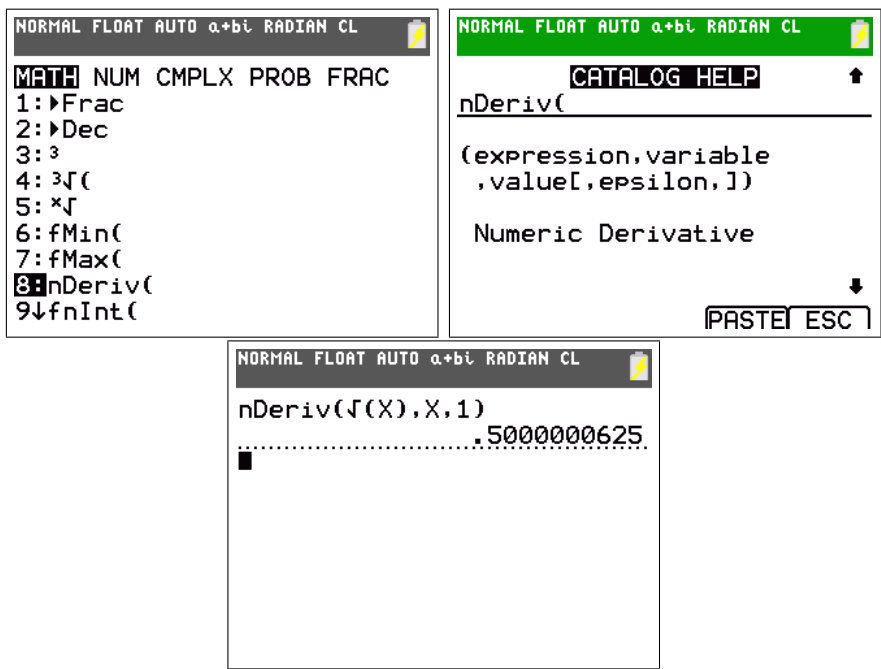 NORMAL FLOAT AUTO a+bi RADIAN CL
MATH NUM CMPLX PROB FRAC
1:▶Frac
2:▶Dec
3:³
4:³√(
5:ˣ√
6:fMin(
7:fMax(
8:nDeriv(
9↓fnInt(
NORMAL FLOAT AUTO a+bi RADIAN CL
CATALOG HELP
nDeriv(
(expression,variable
,value[,epsilon,])
Numeric Derivative
PASTE ESC
NORMAL FLOAT AUTO a+bi RADIAN CL
nDeriv(√(X),X,1)
.5000000625